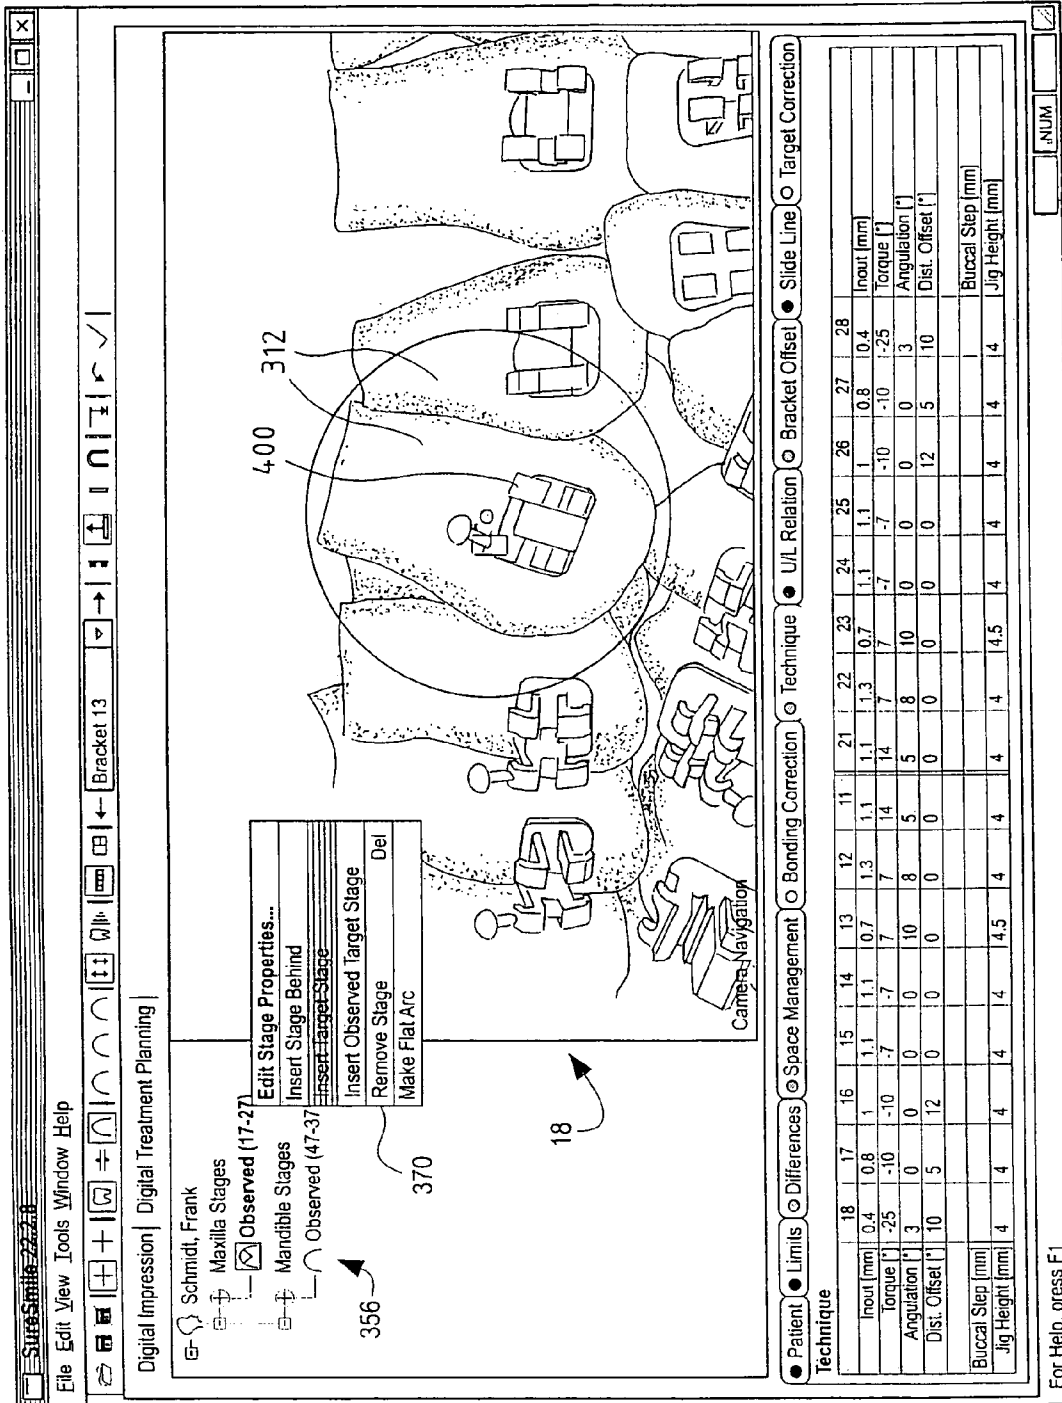 SureSmile 22.2.8
File Edit View Tools Window Help
Bracket 13
Digital Impression | Digital Treatment Planning
Schmidt, Frank
Maxilla Stages
Observed (17-27)
Mandible Stages
Observed (47-37
356
370
18
Edit Stage Properties...
Insert Stage Behind
Insert Target Stage
Insert Observed Target Stage
Remove Stage Del
Make Flat Arc
400
312
Camera Navigation
Patient Limits Differences Space Management Bonding Correction Technique U/L Relation Bracket Offset Slide Line Target Correction
Technique
18 17 16 15 14 13 12 11 21 22 23 24 25 26 27 28
Inout (mm) 0.4 0.8 1 1.1 1.1 0.7 1.3 1.1 1.1 1.3 0.7 1.1 1.1 1 0.8 0.4 Inout (mm)
Torque (°) -25 -10 -10 -7 -7 7 7 14 14 7 7 -7 -7 -10 -10 -25 Torque (°)
Angulation (°) 3 0 0 0 0 10 8 5 5 8 10 0 0 0 0 3 Angulation (°)
Dist. Offset (°) 10 5 12 0 0 0 0 0 0 0 0 0 0 12 5 10 Dist. Offset (°)
Buccal Step (mm) Buccal Step (mm)
Jig Height (mm) 4 4 4 4 4 4.5 4 4 4 4 4.5 4 4 4 4 4 Jig Height (mm)
For Help, press F1
NUM